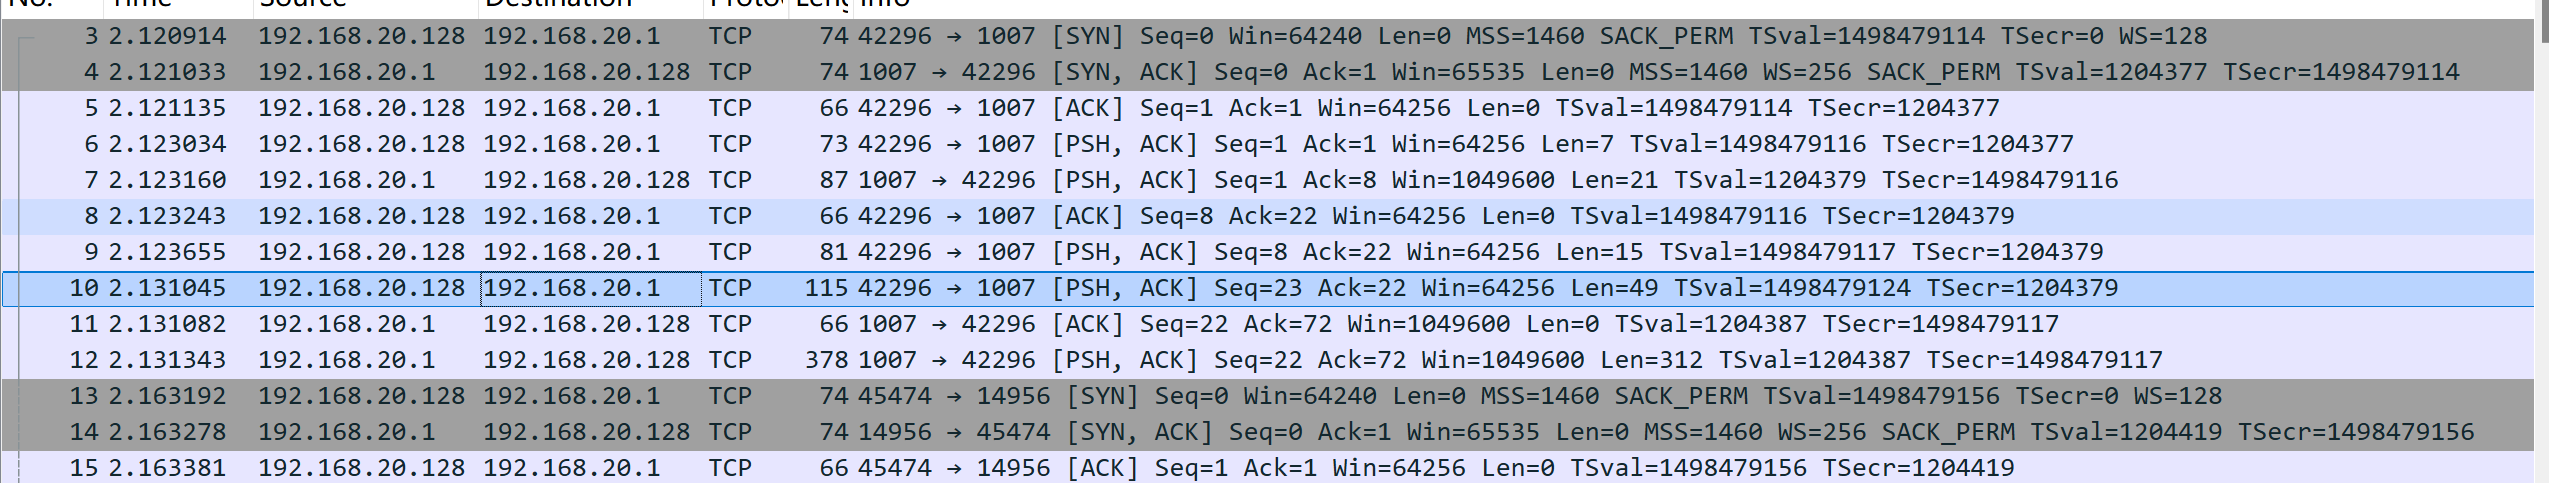 No. Time Source Destination Protoc Leng Info
3 2.120914 192.168.20.128 192.168.20.1 TCP 74 42296 → 1007 [SYN] Seq=0 Win=64240 Len=0 MSS=1460 SACK_PERM TSval=1498479114 TSecr=0 WS=128
4 2.121033 192.168.20.1 192.168.20.128 TCP 74 1007 → 42296 [SYN, ACK] Seq=0 Ack=1 Win=65535 Len=0 MSS=1460 WS=256 SACK_PERM TSval=1204377 TSecr=1498479114
5 2.121135 192.168.20.128 192.168.20.1 TCP 66 42296 → 1007 [ACK] Seq=1 Ack=1 Win=64256 Len=0 TSval=1498479114 TSecr=1204377
6 2.123034 192.168.20.128 192.168.20.1 TCP 73 42296 → 1007 [PSH, ACK] Seq=1 Ack=1 Win=64256 Len=7 TSval=1498479116 TSecr=1204377
7 2.123160 192.168.20.1 192.168.20.128 TCP 87 1007 → 42296 [PSH, ACK] Seq=1 Ack=8 Win=1049600 Len=21 TSval=1204379 TSecr=1498479116
8 2.123243 192.168.20.128 192.168.20.1 TCP 66 42296 → 1007 [ACK] Seq=8 Ack=22 Win=64256 Len=0 TSval=1498479116 TSecr=1204379
9 2.123655 192.168.20.128 192.168.20.1 TCP 81 42296 → 1007 [PSH, ACK] Seq=8 Ack=22 Win=64256 Len=15 TSval=1498479117 TSecr=1204379
10 2.131045 192.168.20.128 192.168.20.1 TCP 115 42296 → 1007 [PSH, ACK] Seq=23 Ack=22 Win=64256 Len=49 TSval=1498479124 TSecr=1204379
11 2.131082 192.168.20.1 192.168.20.128 TCP 66 1007 → 42296 [ACK] Seq=22 Ack=72 Win=1049600 Len=0 TSval=1204387 TSecr=1498479117
12 2.131343 192.168.20.1 192.168.20.128 TCP 378 1007 → 42296 [PSH, ACK] Seq=22 Ack=72 Win=1049600 Len=312 TSval=1204387 TSecr=1498479117
13 2.163192 192.168.20.128 192.168.20.1 TCP 74 45474 → 14956 [SYN] Seq=0 Win=64240 Len=0 MSS=1460 SACK_PERM TSval=1498479156 TSecr=0 WS=128
14 2.163278 192.168.20.1 192.168.20.128 TCP 74 14956 → 45474 [SYN, ACK] Seq=0 Ack=1 Win=65535 Len=0 MSS=1460 WS=256 SACK_PERM TSval=1204419 TSecr=1498479156
15 2.163381 192.168.20.128 192.168.20.1 TCP 66 45474 → 14956 [ACK] Seq=1 Ack=1 Win=64256 Len=0 TSval=1498479156 TSecr=1204419